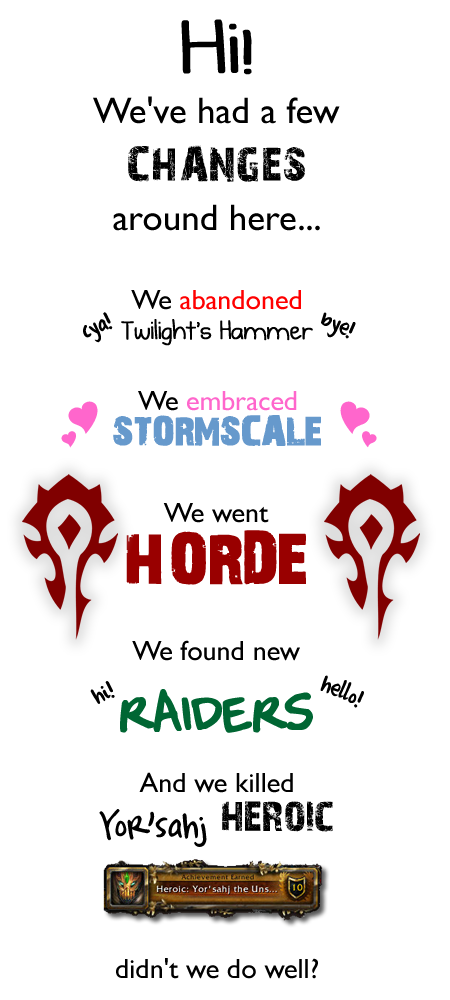 Hi!
We've had a few
CHANGES
around here...
We abandoned
cya! Twilight's Hammer bye!
We embraced
STORMSCALE
We went
HORDE
We found new
hi! RAIDERS hello!
And we killed
Yor'sahj HEROIC
Achievement Earned
Heroic: Yor'sahj the Uns... 10
didn't we do well?